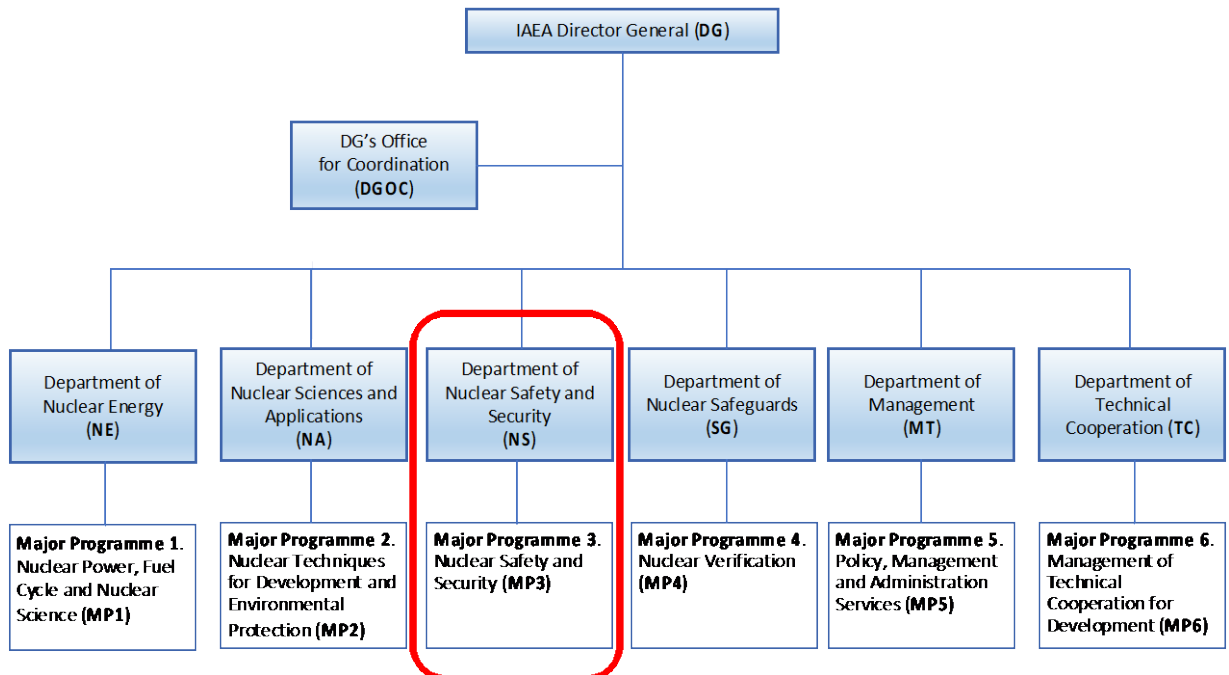 IAEA Director General (DG)
DG's Office
for Coordination
(DGOC)
Department of
Nuclear Energy
(NE)
Department of
Nuclear Sciences and
Applications
(NA)
Department of
Nuclear Safety and
Security
(NS)
Department of
Nuclear Safeguards
(SG)
Department of
Management
(MT)
Department of
Technical
Cooperation (TC)
Major Programme 1.
Nuclear Power, Fuel
Cycle and Nuclear
Science (MP1)
Major Programme 2.
Nuclear Techniques
for Development and
Environmental
Protection (MP2)
Major Programme 3.
Nuclear Safety and
Security (MP3)
Major Programme 4.
Nuclear Verification
(MP4)
Major Programme 5.
Policy, Management
and Administration
Services (MP5)
Major Programme 6.
Management of
Technical
Cooperation for
Development (MP6)